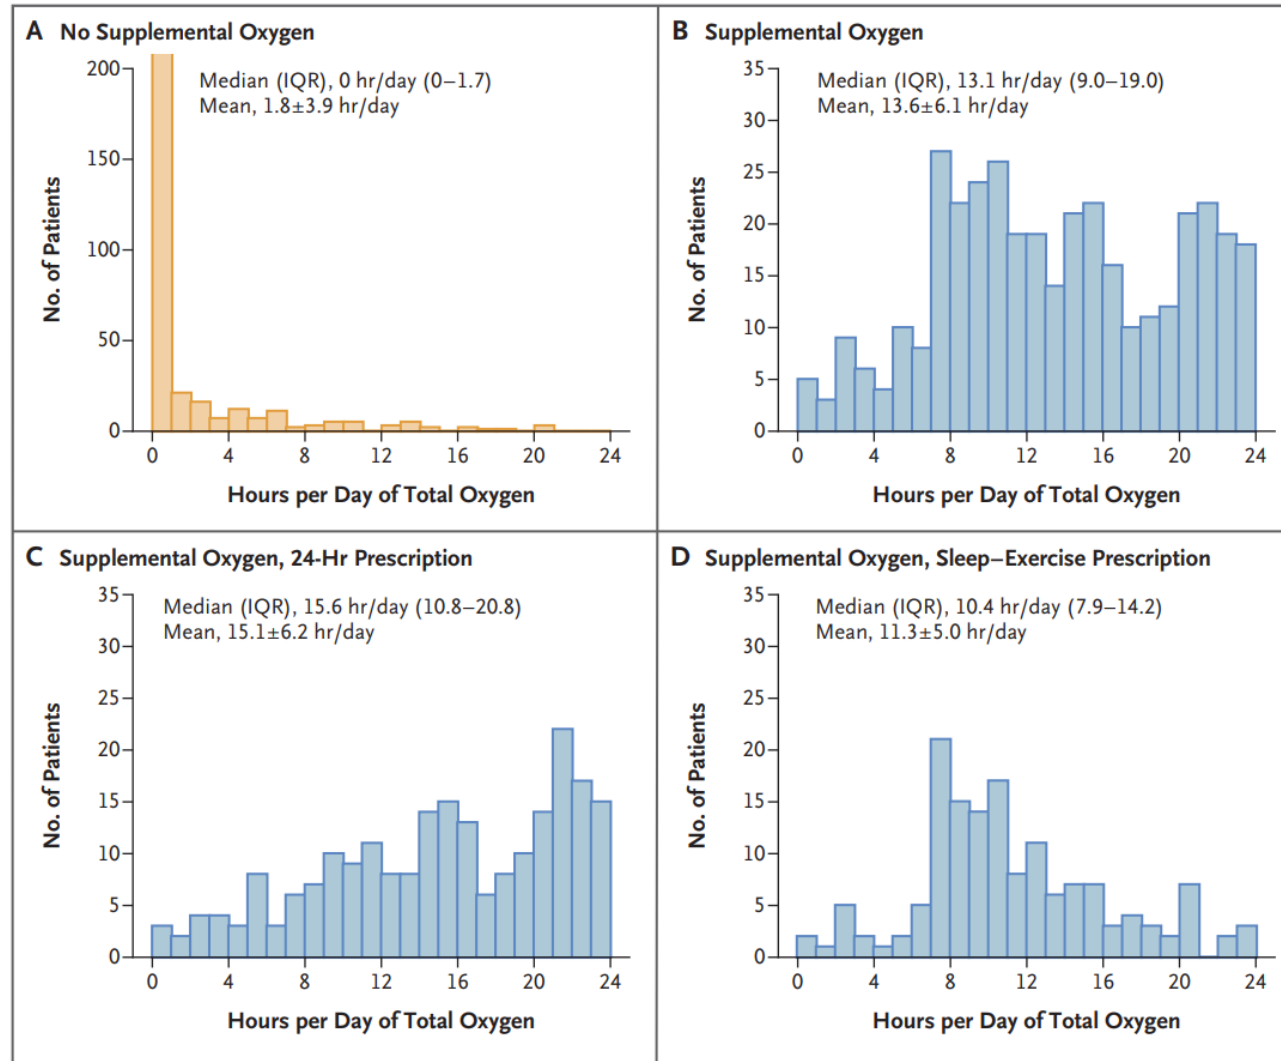 A No Supplemental Oxygen
Median (IQR), 0 hr/day (0–1.7)
Mean, 1.8±3.9 hr/day
No. of Patients
200
150
100
50
0
0 4 8 12 16 20 24
Hours per Day of Total Oxygen
B Supplemental Oxygen
Median (IQR), 13.1 hr/day (9.0–19.0)
Mean, 13.6±6.1 hr/day
No. of Patients
35
30
25
20
15
10
5
0
0 4 8 12 16 20 24
Hours per Day of Total Oxygen
C Supplemental Oxygen, 24-Hr Prescription
Median (IQR), 15.6 hr/day (10.8–20.8)
Mean, 15.1±6.2 hr/day
No. of Patients
35
30
25
20
15
10
5
0
0 4 8 12 16 20 24
Hours per Day of Total Oxygen
D Supplemental Oxygen, Sleep–Exercise Prescription
Median (IQR), 10.4 hr/day (7.9–14.2)
Mean, 11.3±5.0 hr/day
No. of Patients
35
30
25
20
15
10
5
0
0 4 8 12 16 20 24
Hours per Day of Total Oxygen